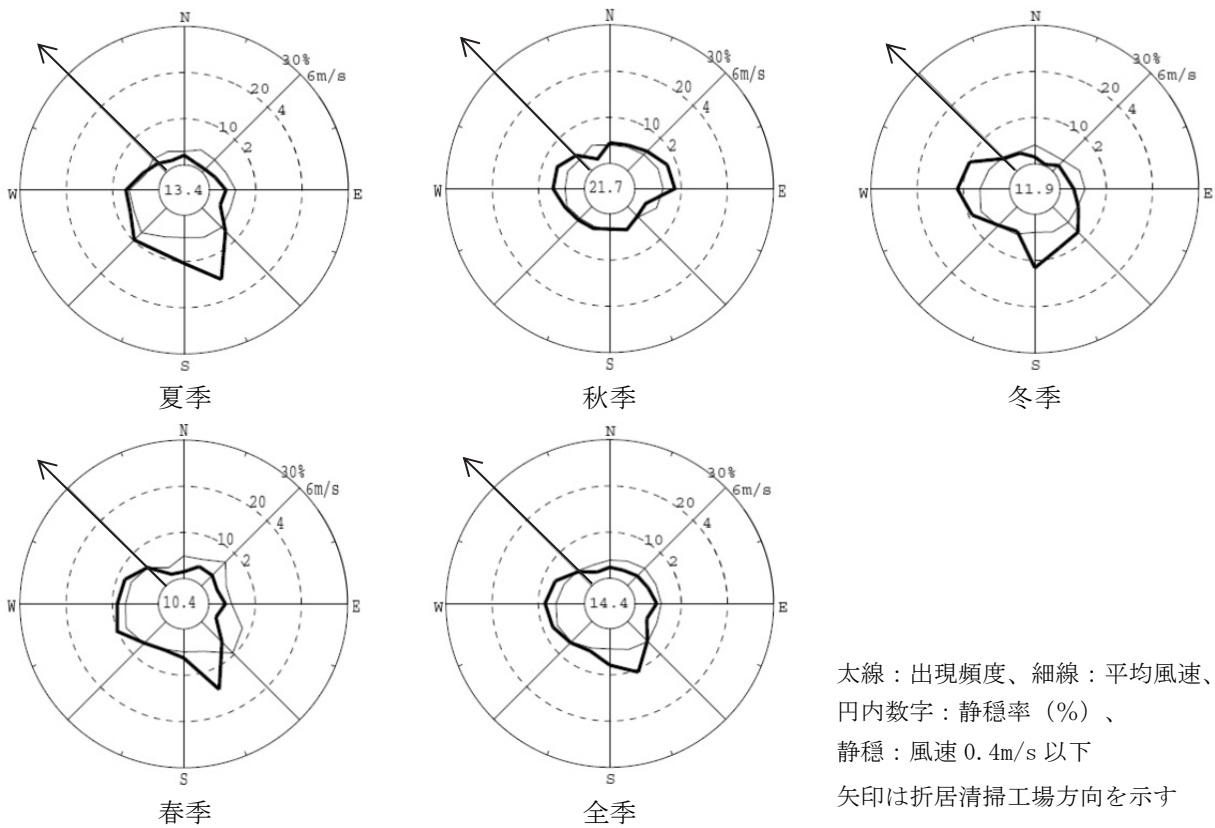 N
30%
6m/s
20
4
10
2
W
13.4
E
S
夏季
N
30%
6m/s
20
4
10
2
W
21.7
E
S
秋季
N
30%
6m/s
20
4
10
2
W
11.9
E
S
冬季
N
30%
6m/s
20
4
10
2
W
10.4
E
S
春季
N
30%
6m/s
20
4
10
2
W
14.4
E
S
全季
太線：出現頻度、細線：平均風速、
円内数字：静穏率（％）、
静穏：風速 0.4m/s 以下
矢印は折居清掃工場方向を示す